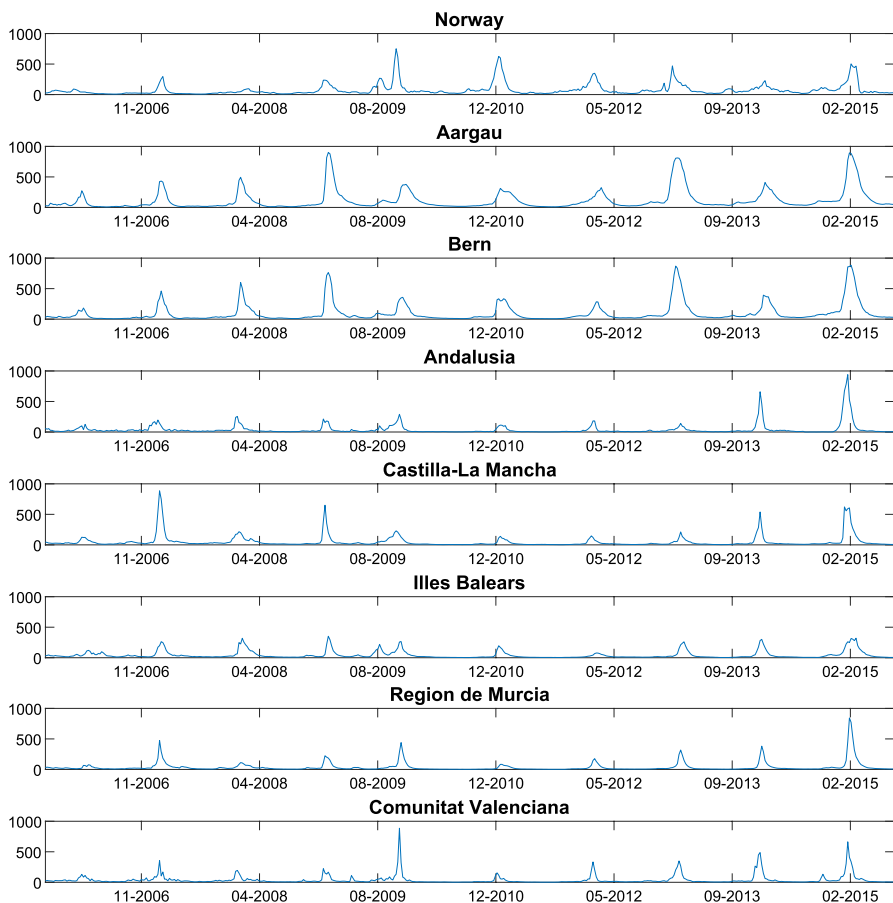 Norway
1000
500
0
11-2006 04-2008 08-2009 12-2010 05-2012 09-2013 02-2015
Aargau
1000
500
0
11-2006 04-2008 08-2009 12-2010 05-2012 09-2013 02-2015
Bern
1000
500
0
11-2006 04-2008 08-2009 12-2010 05-2012 09-2013 02-2015
Andalusia
1000
500
0
11-2006 04-2008 08-2009 12-2010 05-2012 09-2013 02-2015
Castilla-La Mancha
1000
500
0
11-2006 04-2008 08-2009 12-2010 05-2012 09-2013 02-2015
Illes Balears
1000
500
0
11-2006 04-2008 08-2009 12-2010 05-2012 09-2013 02-2015
Region de Murcia
1000
500
0
11-2006 04-2008 08-2009 12-2010 05-2012 09-2013 02-2015
Comunitat Valenciana
1000
500
0
11-2006 04-2008 08-2009 12-2010 05-2012 09-2013 02-2015